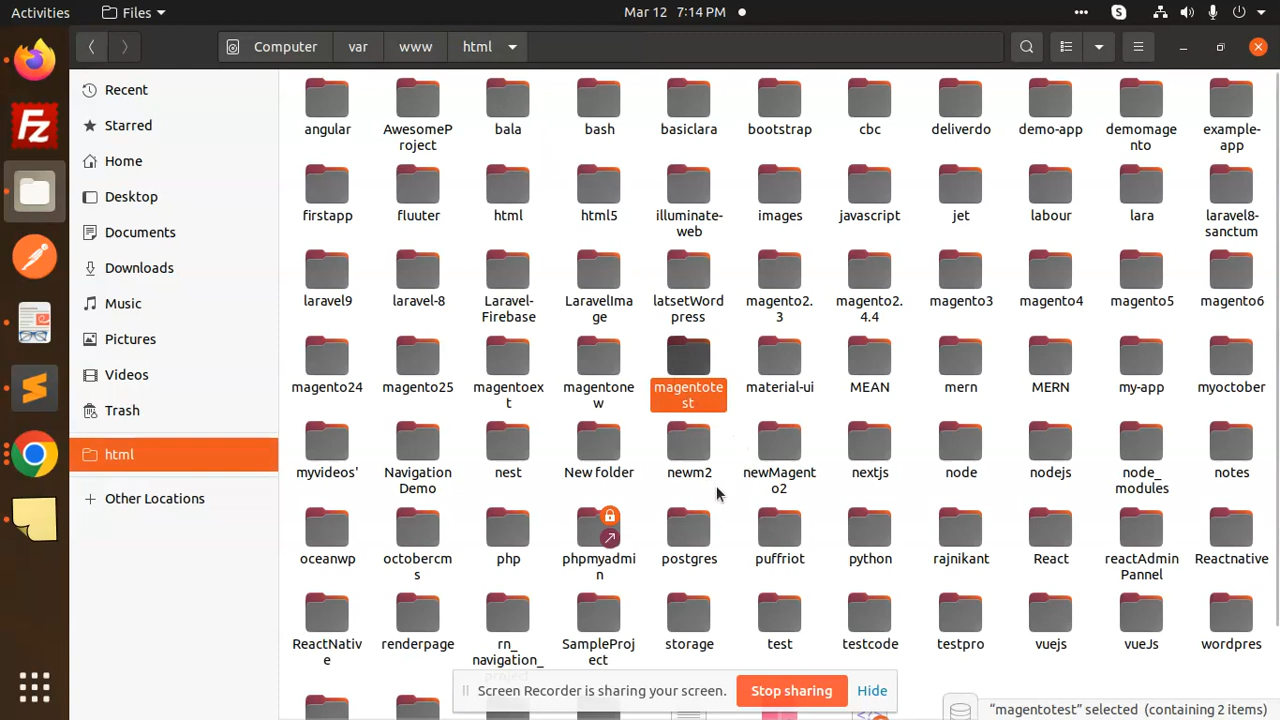 Activities
Files
Mar 12 7:14 PM
Computer
var
www
html
Recent
Starred
Home
Desktop
Documents
Downloads
Music
Pictures
Videos
Trash
html
Other Locations
angular
AwesomeP
roject
bala
bash
basiclara
bootstrap
cbc
deliverdo
demo-app
demomage
nto
example-
app
firstapp
fluuter
html
html5
illuminate-
web
images
javascript
jet
labour
lara
laravel8-
sanctum
laravel9
laravel-8
Laravel-
Firebase
LaravelIma
ge
latsetWord
press
magento2.
3
magento2.
4.4
magento3
magento4
magento5
magento6
magento24
magento25
magentoex
t
magentone
w
magentote
st
material-ui
MEAN
mern
MERN
my-app
myoctober
myvideos'
Navigation
Demo
nest
New folder
newm2
newMagent
o2
nextjs
node
nodejs
node_
modules
notes
oceanwp
octobercm
s
php
phpmyadmi
n
postgres
puffriot
python
rajnikant
React
reactAdmin
Pannel
Reactnative
ReactNativ
e
renderpage
rn_
navigation_
SampleProj
ect
storage
test
testcode
testpro
vuejs
vueJs
wordpres
Screen Recorder is sharing your screen.
Stop sharing
Hide
"magentotest" selected (containing 2 items)